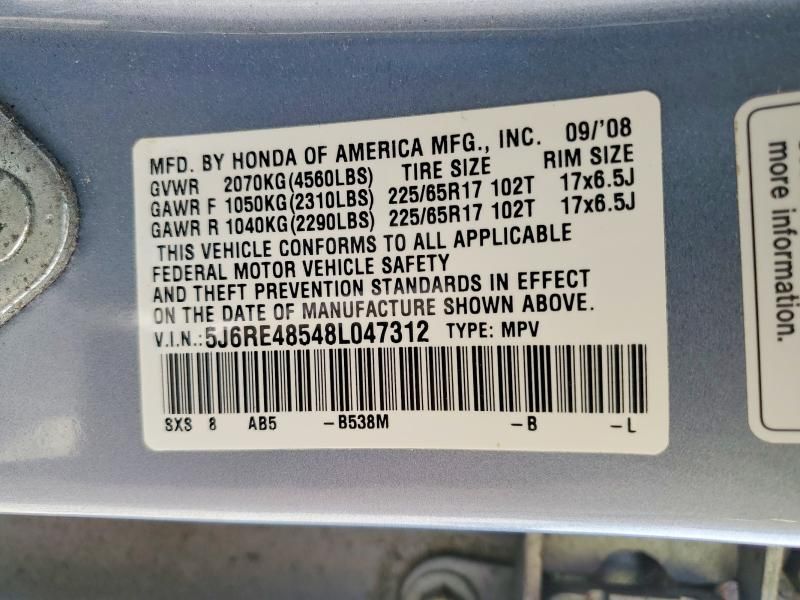 MFD. BY HONDA OF AMERICA MFG., INC. 09/'08
GVWR 2070KG(4560LBS) TIRE SIZE RIM SIZE
GAWR F 1050KG(2310LBS) 225/65R17 102T 17x6.5J
GAWR R 1040KG(2290LBS) 225/65R17 102T 17x6.5J
THIS VEHICLE CONFORMS TO ALL APPLICABLE
FEDERAL MOTOR VEHICLE SAFETY
AND THEFT PREVENTION STANDARDS IN EFFECT
ON THE DATE OF MANUFACTURE SHOWN ABOVE.
V.I.N.:5J6RE48548L047312 TYPE: MPV
SXS 8 AB5 -B538M -B -L
more information.